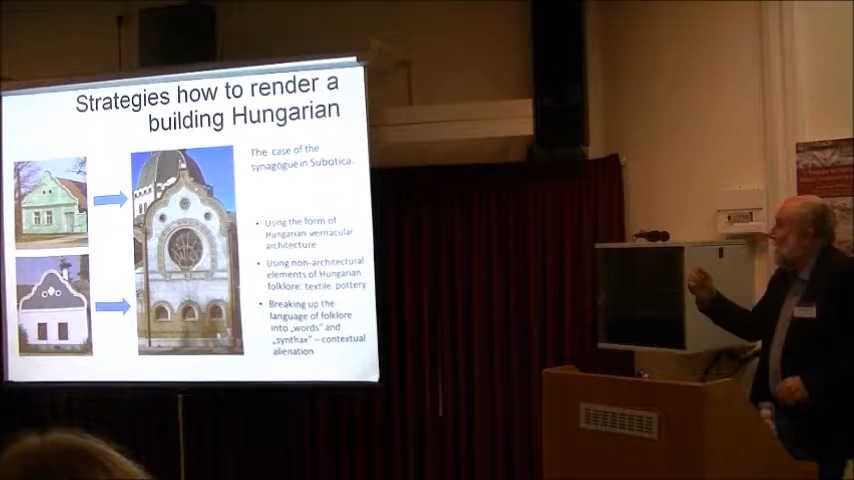 Strategies, how to render a
building Hungarian
The case of the
synagogue in Subotica.
• Using the form of
Hungarian vernacular
architecture
• Using non-architectural
elements of Hungarian
folklore: textile, pottery
• Breaking up the
language of folklore
into „words" and
„synthax" – contextual
alienation